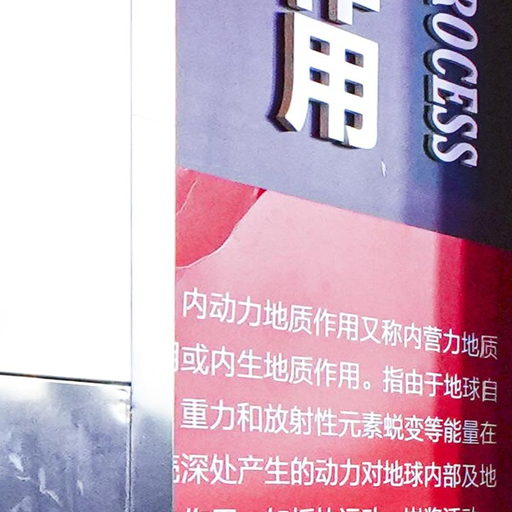 作用
PROCESS
内动力地质作用又称内营力地质
用或内生地质作用。指由于地球自
重力和放射性元素蜕变等能量在
壳深处产生的动力对地球内部及地